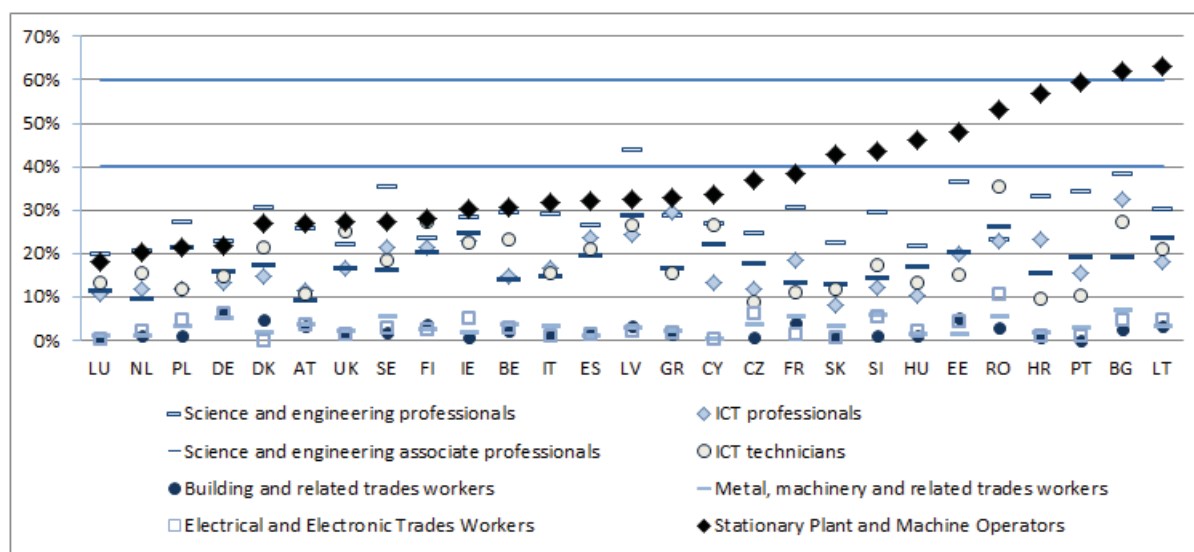 70%
60%
50%
40%
30%
20%
10%
0%
LU NL PL DE DK AT UK SE FI IE BE IT ES LV GR CY CZ FR SK SI HU EE RO HR PT BG LT
Science and engineering professionals ICT professionals
Science and engineering associate professionals ICT technicians
Building and related trades workers Metal, machinery and related trades workers
Electrical and Electronic Trades Workers Stationary Plant and Machine Operators